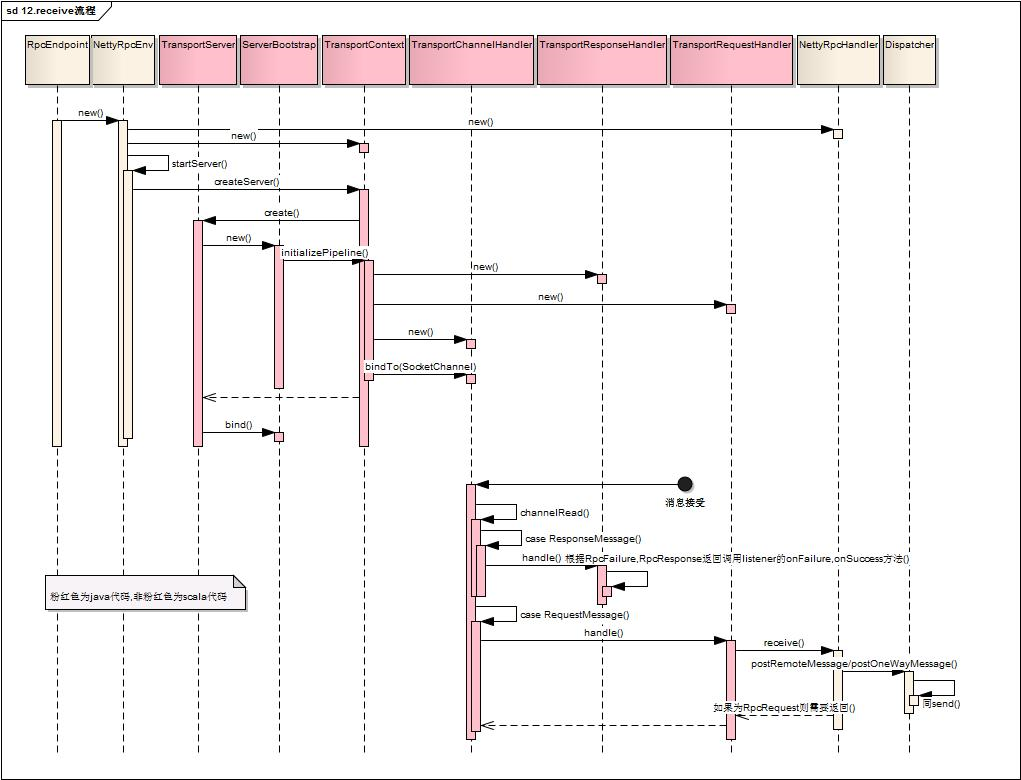 sd 12.receive流程
RpcEndpoint NettyRpcEnv TransportServer ServerBootstrap TransportContext TransportChannelHandler TransportResponseHandler TransportRequestHandler NettyRpcHandler Dispatcher
new()
new()
new()
startServer()
createServer()
create()
new()
initializePipeline()
new()
new()
new()
bindTo(SocketChannel)
bind()
消息接受
channelRead()
case ResponseMessage()
handle() 根据RpcFailure,RpcResponse返回调用listener的onFailure,onSuccess方法()
粉红色为java代码,非粉红色为scala代码
case RequestMessage()
handle()
receive()
postRemoteMessage/postOneWayMessage()
同send()
如果为RpcRequest则需要返回()